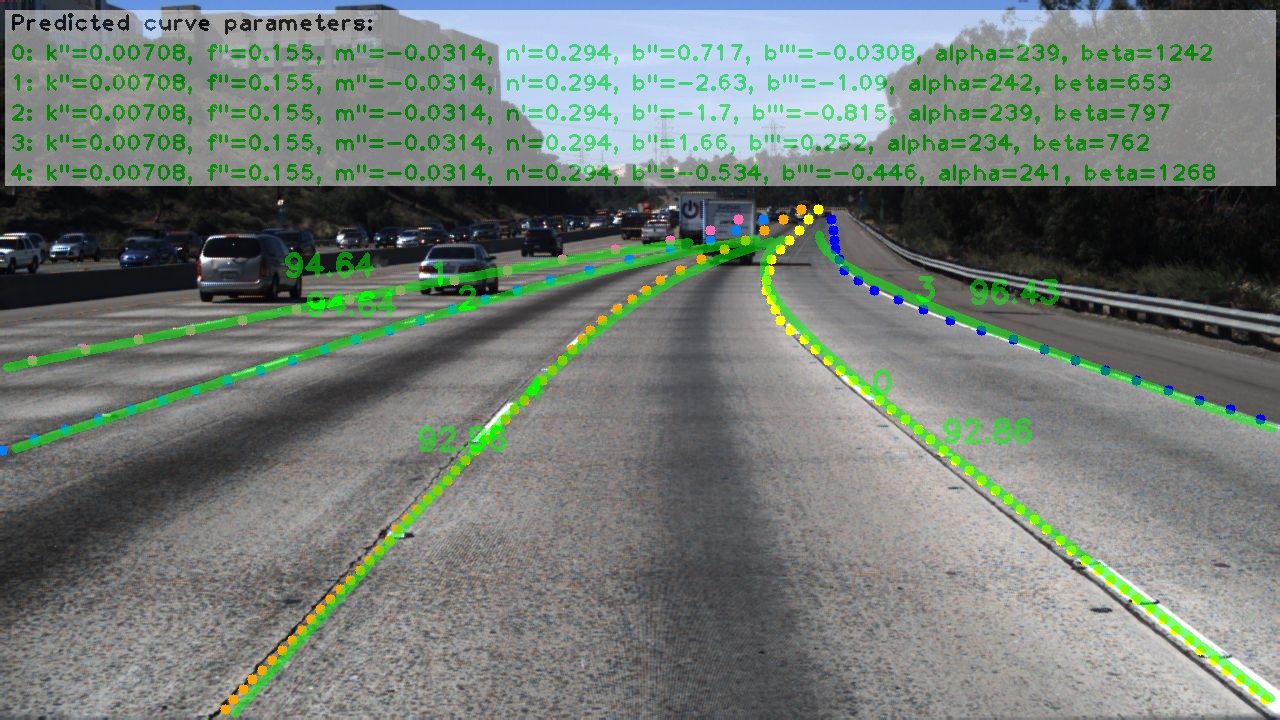 Predicted curve parameters:
0: k''=0.00708, f''=0.155, m''=-0.0314, n'=0.294, b''=0.717, b'''=-0.0308, alpha=239, beta=1242
1: k''=0.00708, f''=0.155, m''=-0.0314, n'=0.294, b''=-2.63, b'''=-1.09, alpha=242, beta=653
2: k''=0.00708, f''=0.155, m''=-0.0314, n'=0.294, b''=-1.7, b'''=-0.815, alpha=239, beta=797
3: k''=0.00708, f''=0.155, m''=-0.0314, n'=0.294, b''=1.66, b'''=0.252, alpha=234, beta=762
4: k''=0.00708, f''=0.155, m''=-0.0314, n'=0.294, b''=-0.534, b'''=-0.446, alpha=241, beta=1268
94.64 1
2 3 96.43
0
92.86